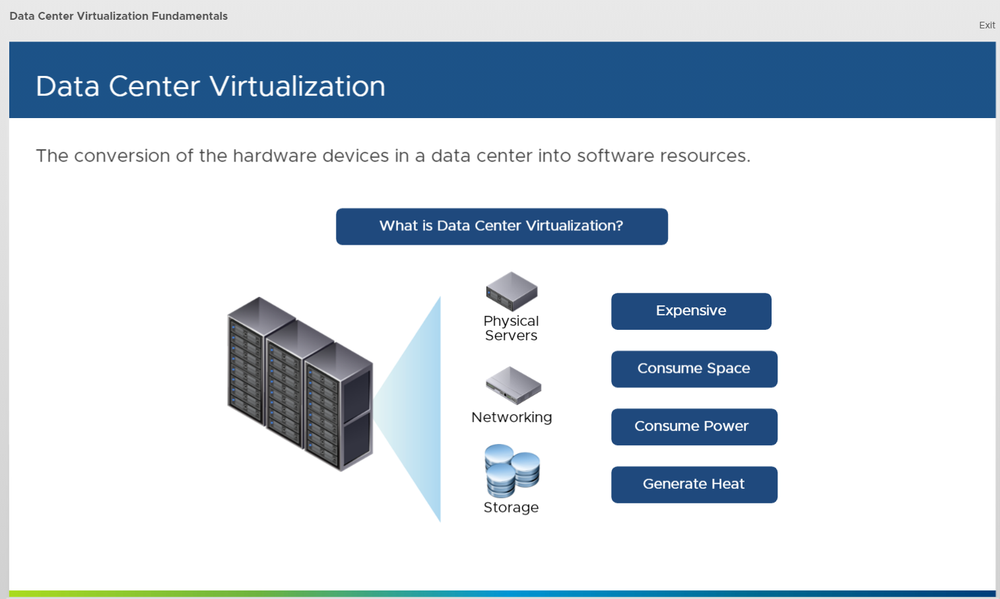 Data Center Virtualization Fundamentals
Exit
Data Center Virtualization
The conversion of the hardware devices in a data center into software resources.
What is Data Center Virtualization?
Physical
Servers
Networking
Storage
Expensive
Consume Space
Consume Power
Generate Heat